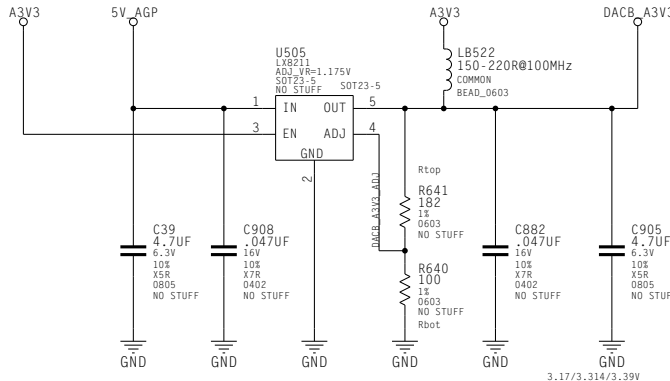 A3V3
5V_AGP
A3V3
DACB_A3V3
U505
LX8211
ADJ_VR=1.175V
SOT23-5
NO STUFF
SOT23-5
LB522
150-220R@100MHz
COMMON
BEAD_0603
1
IN
OUT
5
3
EN
ADJ
4
GND
2
DACB_A3V3_ADJ
Rtop
R641
182
1%
0603
NO STUFF
C39
4.7UF
6.3V
10%
X5R
0805
NO STUFF
C908
.047UF
16V
10%
X7R
0402
NO STUFF
R640
100
1%
0603
NO STUFF
Rbot
C882
.047UF
16V
10%
X7R
0402
NO STUFF
C905
4.7UF
6.3V
10%
X5R
0805
NO STUF
GND
GND
GND
GND
GND
GND
3.17/3.314/3.39V